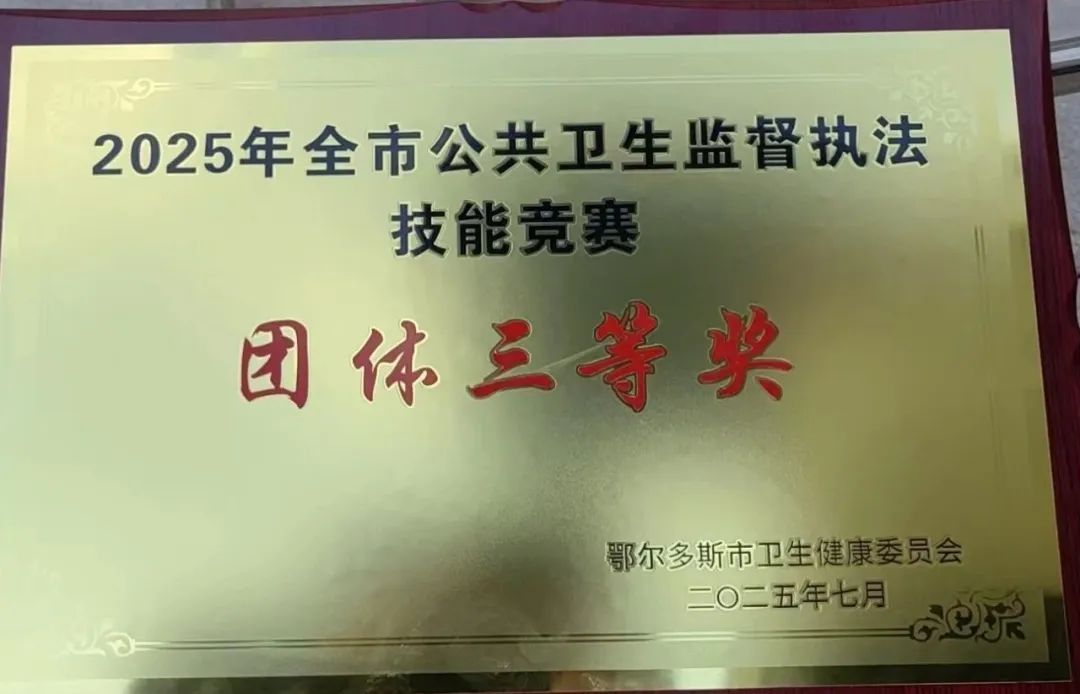 2025年全市公共卫生监督执法
技能竞赛
团体三等奖
鄂尔多斯市卫生健康委员会
二〇二五年七月